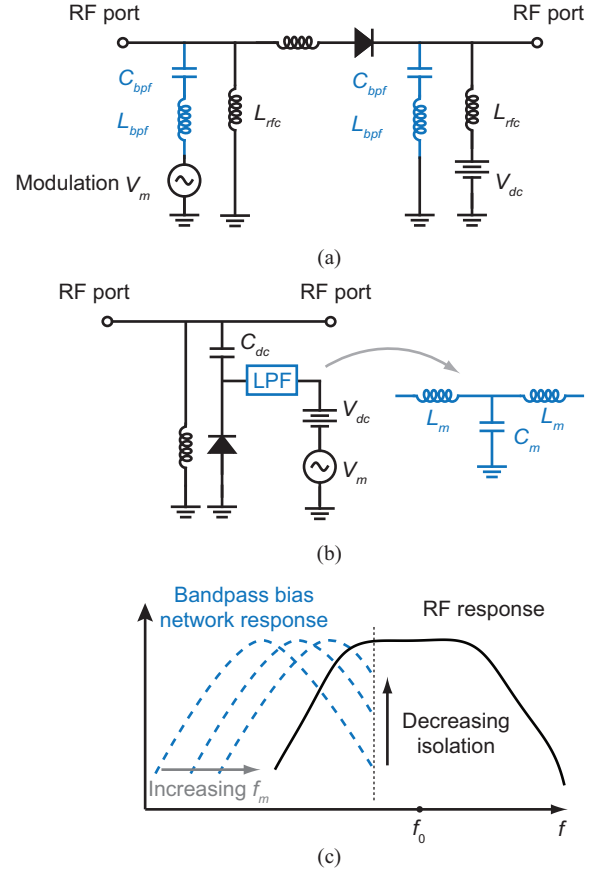 RF port RF port
C_bpf C_bpf
L_bpf L_rfc L_bpf L_rfc
Modulation V_m V_dc
(a)
RF port RF port
C_dc
LPF
V_dc L_m L_m
C_m
V_m
(b)
Bandpass bias
network response
RF response
Decreasing
isolation
Increasing f_m
f_0 f
(c)